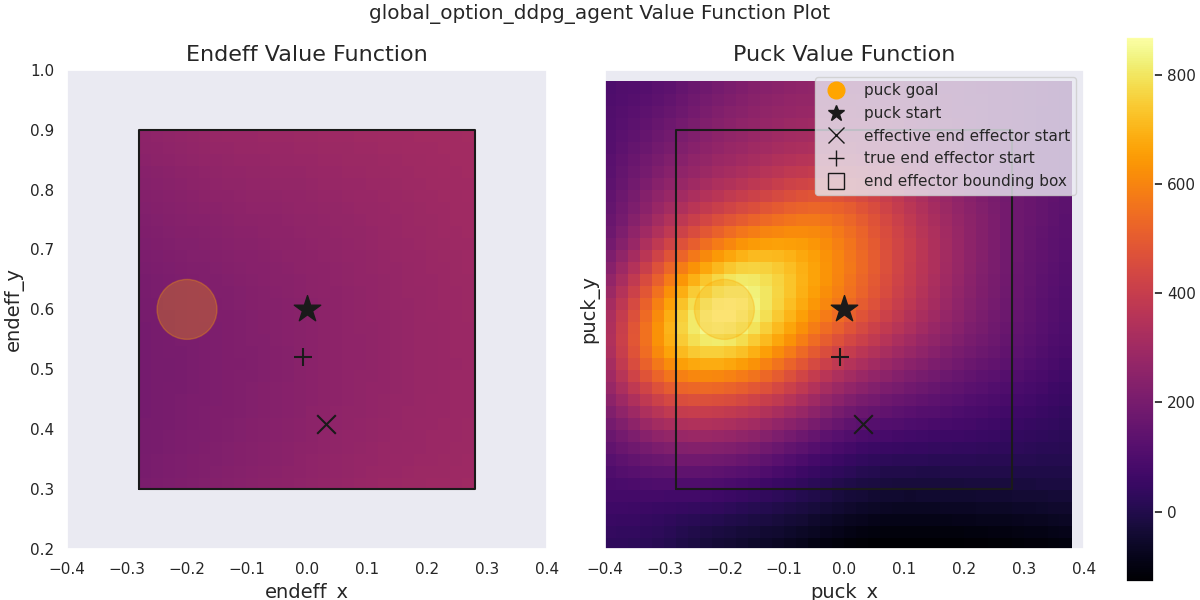 global_option_ddpg_agent Value Function Plot
Endeff Value Function
1.0
0.9
0.8
0.7
0.6
0.5
0.4
0.3
0.2
endeff_y
−0.4 −0.3 −0.2 −0.1 0.0 0.1 0.2 0.3 0.4
endeff_x
Puck Value Function
puck goal
puck start
effective end effector start
true end effector start
end effector bounding box
puck_y
−0.4 −0.3 −0.2 −0.1 0.0 0.1 0.2 0.3 0.4
puck_x
800
600
400
200
0